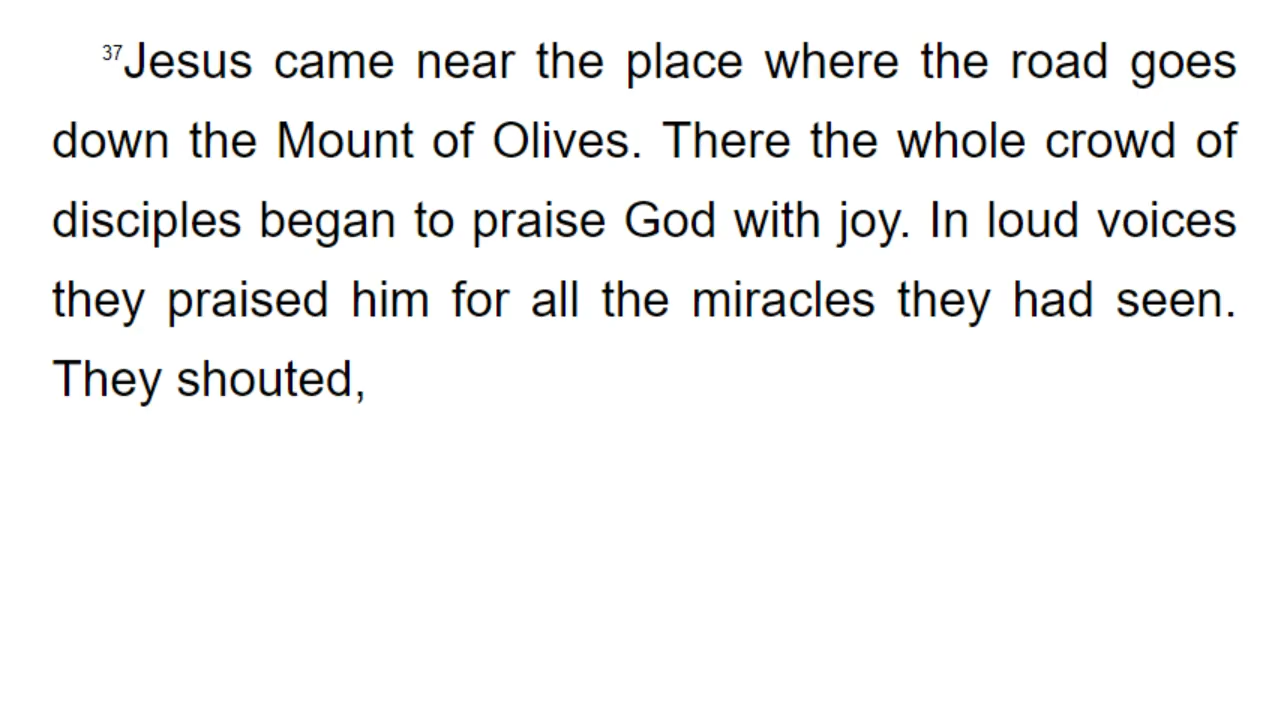 37Jesus came near the place where the road goes
down the Mount of Olives. There the whole crowd of
disciples began to praise God with joy. In loud voices
they praised him for all the miracles they had seen.
They shouted,